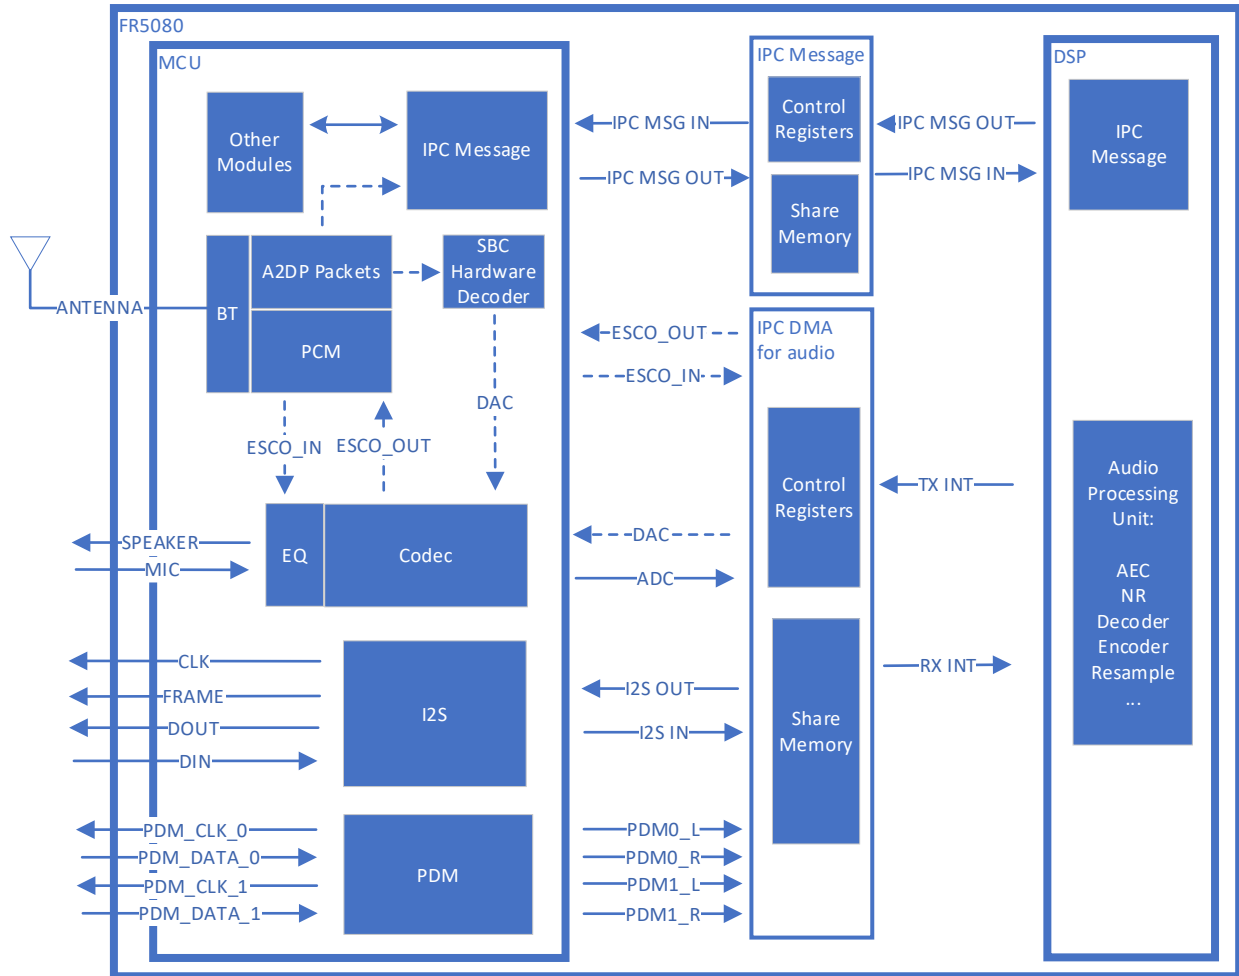 FR5080
MCU
Other
Modules
IPC Message
A2DP Packets
SBC
Hardware
Decoder
BT
PCM
ANTENNA
ESCO_IN
ESCO_OUT
DAC
EQ
Codec
SPEAKER
MIC
I2S
CLK
FRAME
DOUT
DIN
PDM
PDM_CLK_0
PDM_DATA_0
PDM_CLK_1
PDM_DATA_1
IPC MSG IN
IPC MSG OUT
ESCO_OUT
ESCO_IN
DAC
ADC
I2S OUT
I2S IN
PDM0_L
PDM0_R
PDM1_L
PDM1_R
IPC Message
Control
Registers
Share
Memory
IPC DMA
for audio
Control
Registers
Share
Memory
IPC MSG OUT
IPC MSG IN
TX INT
RX INT
DSP
IPC
Message
Audio
Processing
Unit:
AEC
NR
Decoder
Encoder
Resample
...